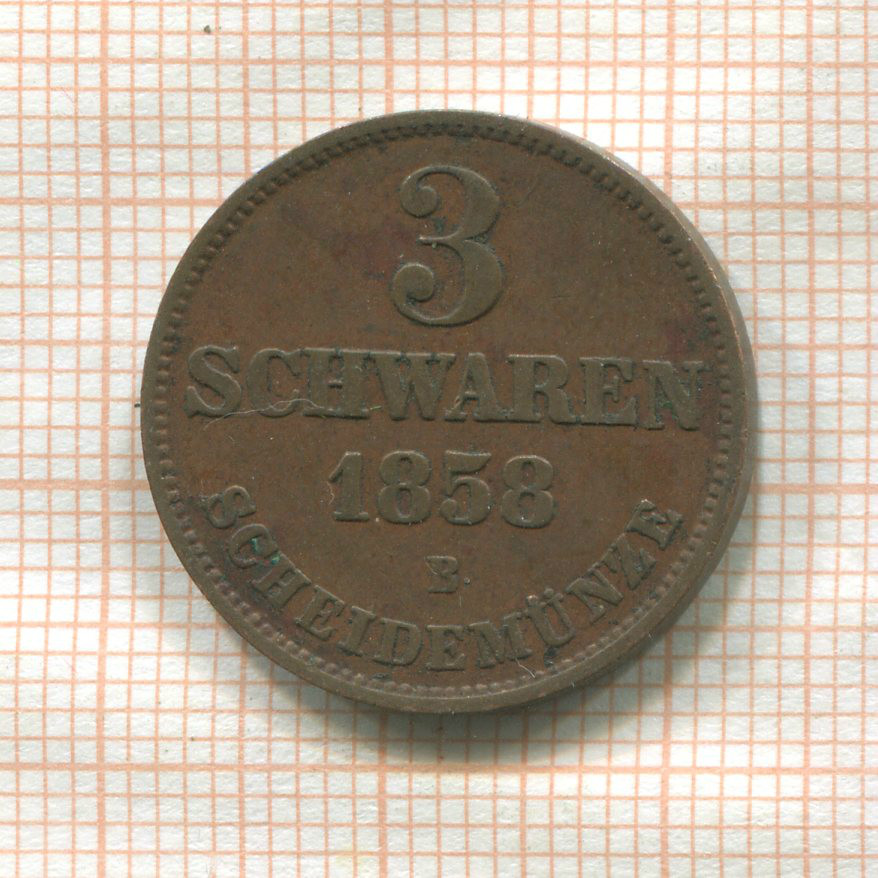 3
SCHWAREN
1858
B.
SCHEIDEMÜNZE